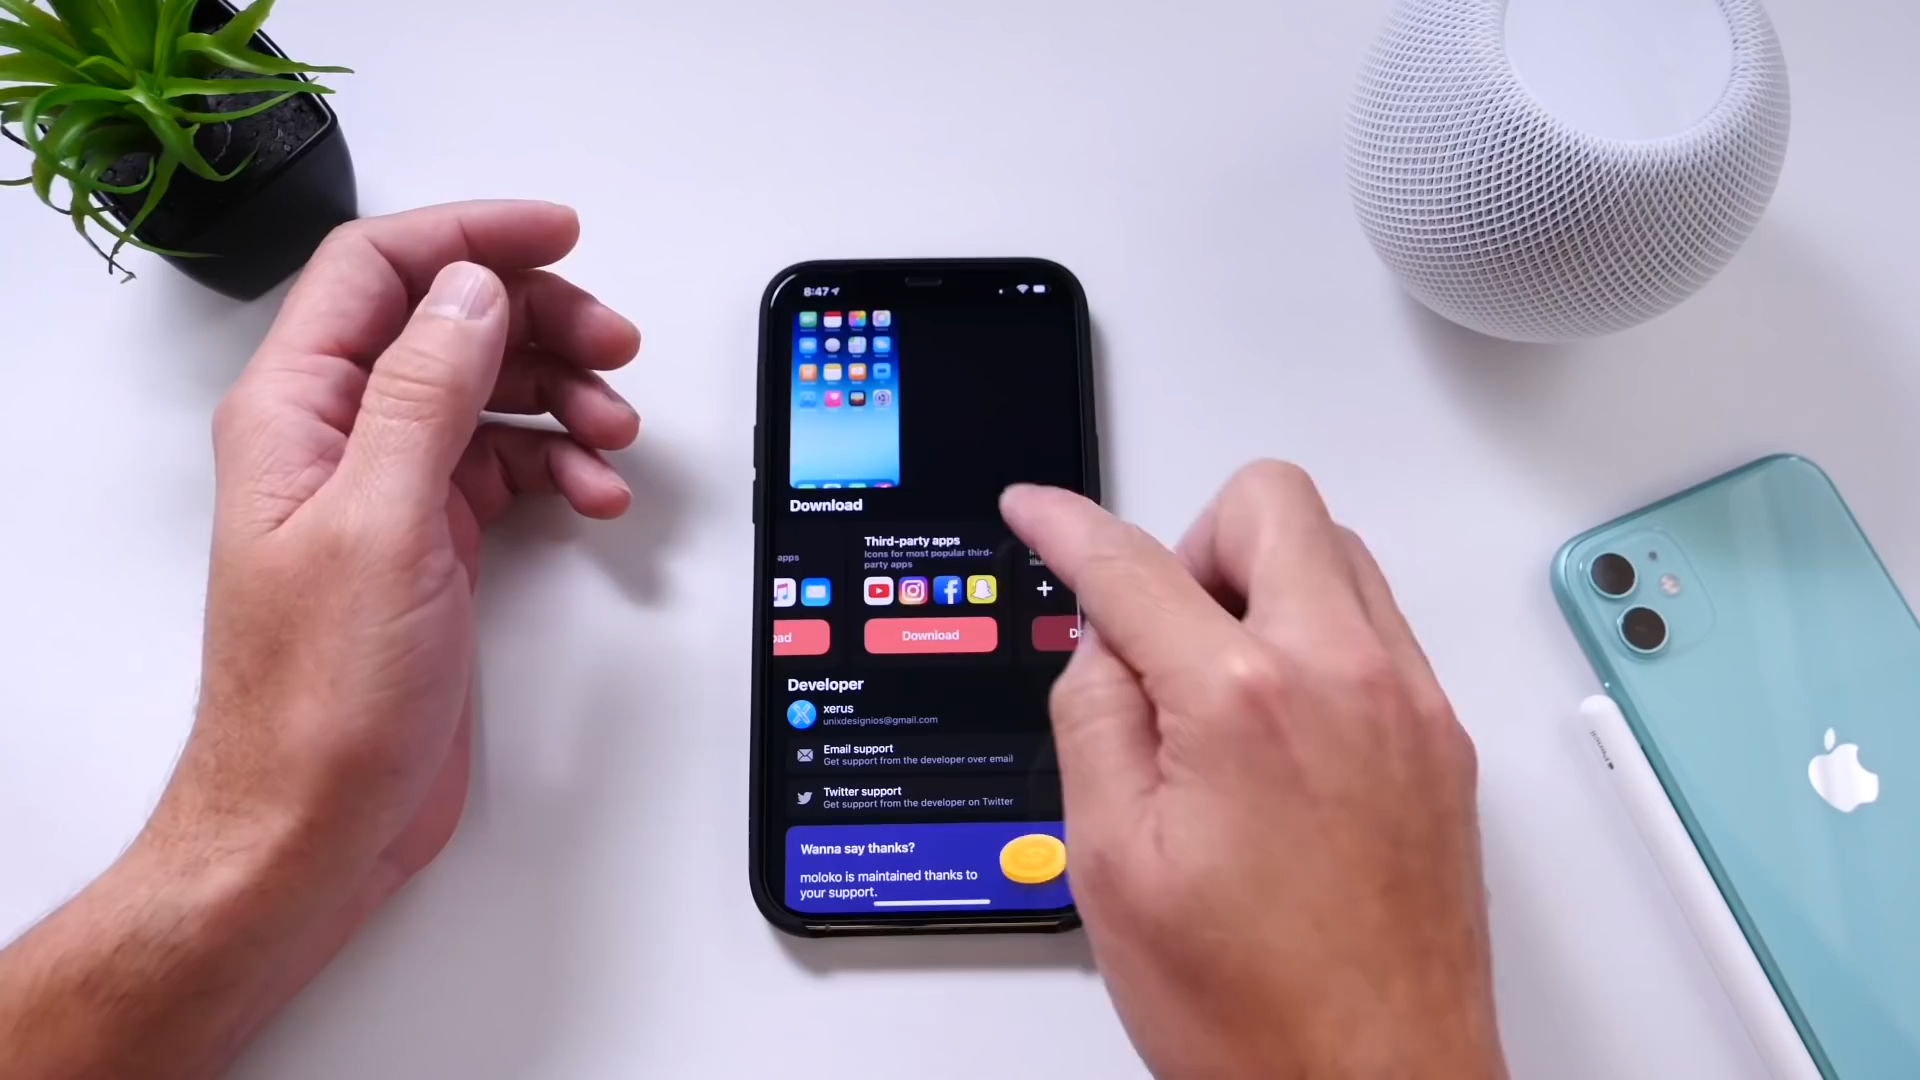 8:47
Download
apps
Third-party apps
Icons for most popular third-
party apps
Download
Developer
xerus
unixdesignios@gmail.com
Email support
Get support from the developer over email
Twitter support
Get support from the developer on Twitter
Wanna say thanks?
moloko is maintained thanks to
your support.
Pencil